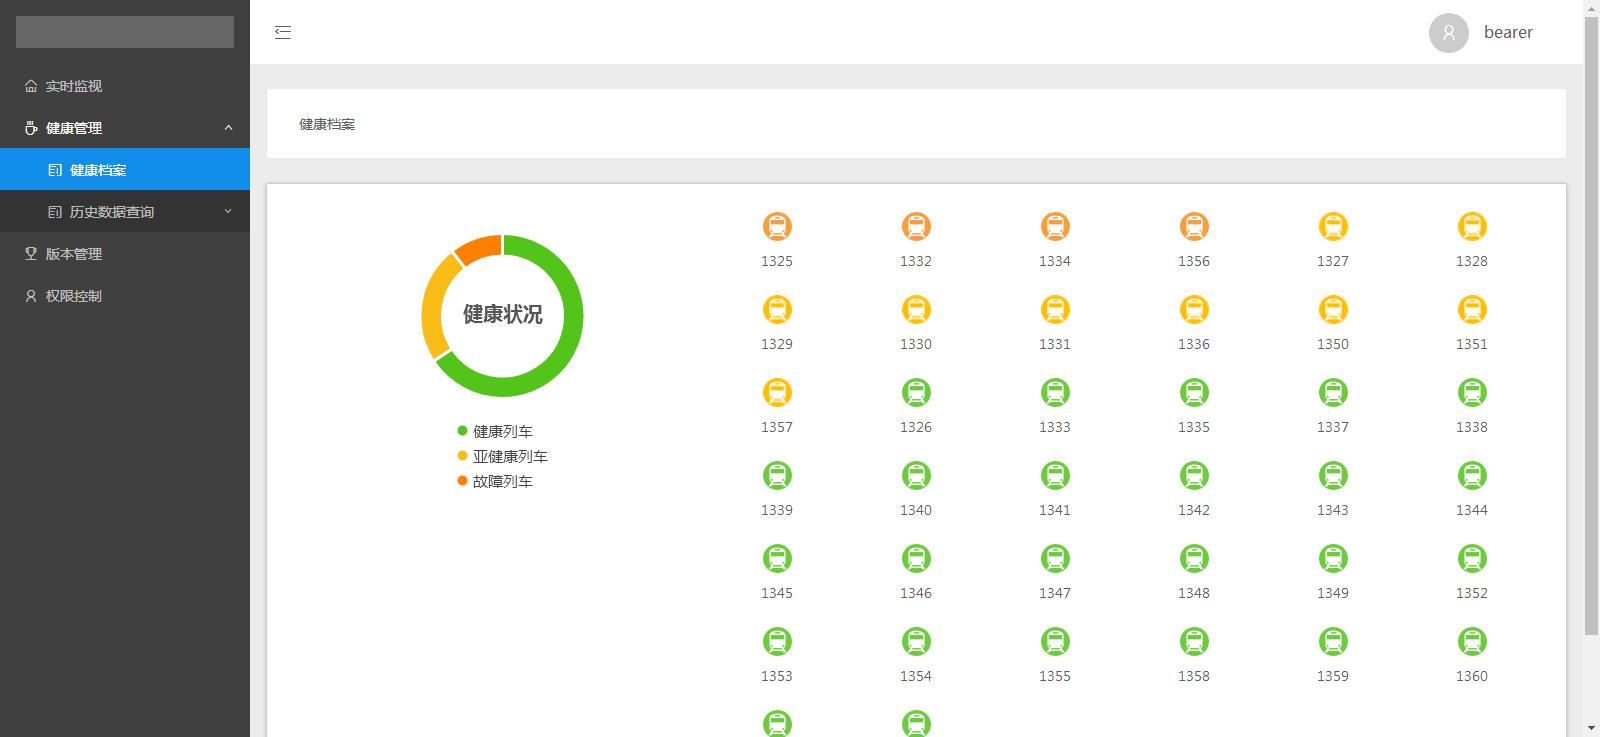 bearer
实时监视
健康管理
健康档案
历史数据查询
版本管理
权限控制
健康档案
健康状况
健康列车
亚健康列车
故障列车
1325 1332 1334 1356 1327 1328
1329 1330 1331 1336 1350 1351
1357 1326 1333 1335 1337 1338
1339 1340 1341 1342 1343 1344
1345 1346 1347 1348 1349 1352
1353 1354 1355 1358 1359 1360